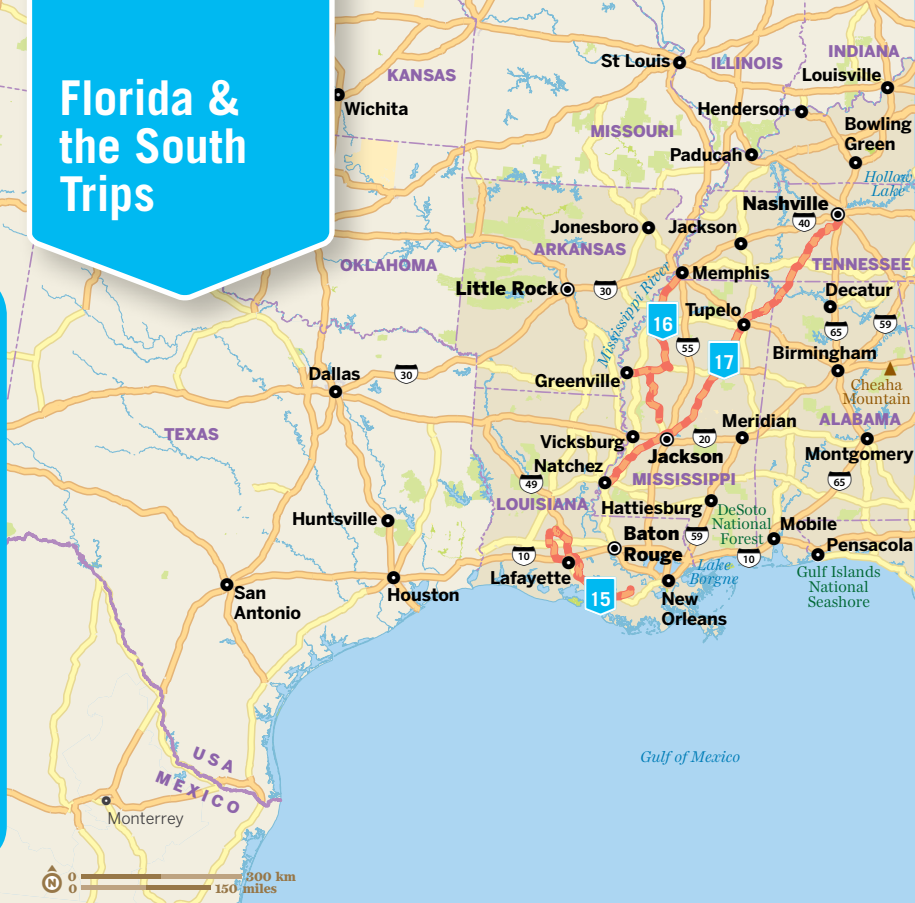 Florida &
the South
Trips
KANSAS
Wichita
St Louis
ILLINOIS
INDIANA
Louisville
Henderson
MISSOURI
Bowling
Green
Paducah
Hollow
Lake
Nashville
40
Jonesboro
Jackson
ARKANSAS
OKLAHOMA
TENNESSEE
Memphis
Little Rock
30
Decatur
Mississippi River
16
Tupelo
65
59
55
17
Birmingham
Dallas
30
Greenville
Cheaha
Mountain
TEXAS
Meridian
ALABAMA
Vicksburg
20
Jackson
Montgomery
Natchez
49
MISSISSIPPI
65
LOUISIANA
Hattiesburg
DeSoto
National
Forest
Huntsville
Mobile
Baton
Rouge
59
10
10
Pensacola
Lafayette
Lake
Borgne
Gulf Islands
National
Seashore
San
Antonio
Houston
15
New
Orleans
USA
MEXICO
Gulf of Mexico
Monterrey
N
0 300 km
0 150 miles